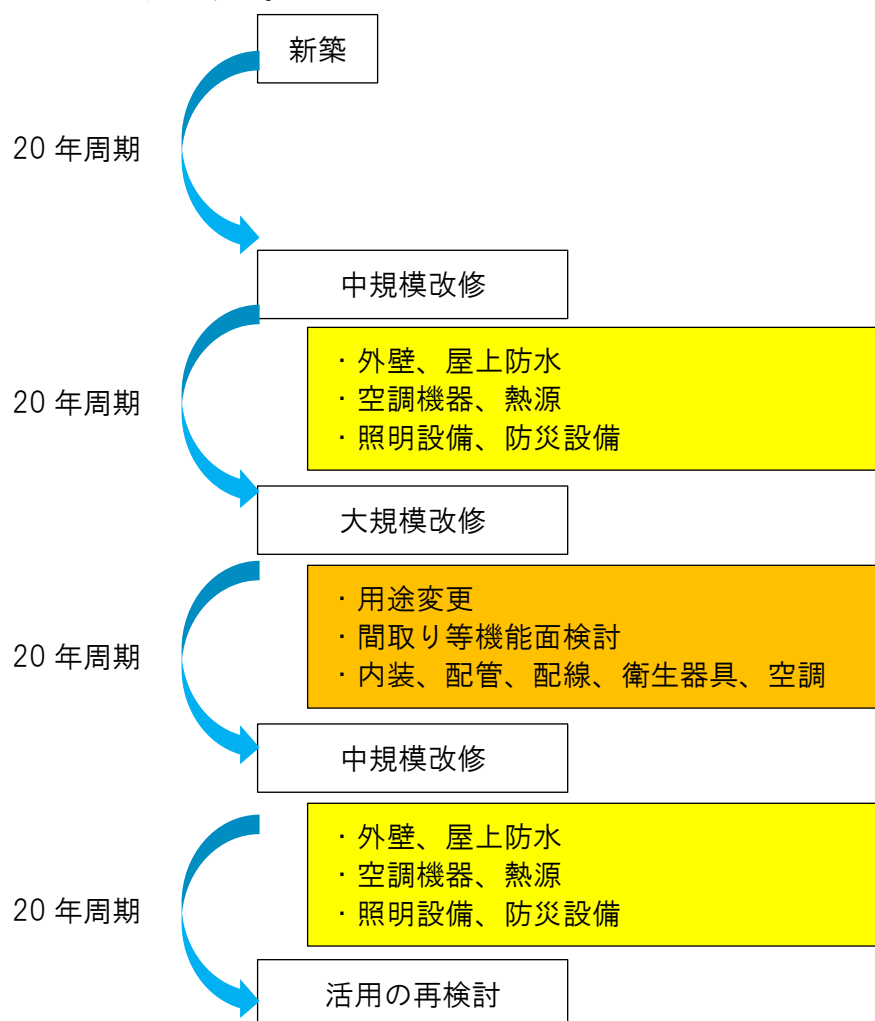 新築
20 年周期
中規模改修
・外壁、屋上防水
・空調機器、熱源
・照明設備、防災設備
20 年周期
大規模改修
・用途変更
・間取り等機能面検討
・内装、配管、配線、衛生器具、空調
20 年周期
中規模改修
・外壁、屋上防水
・空調機器、熱源
・照明設備、防災設備
20 年周期
活用の再検討